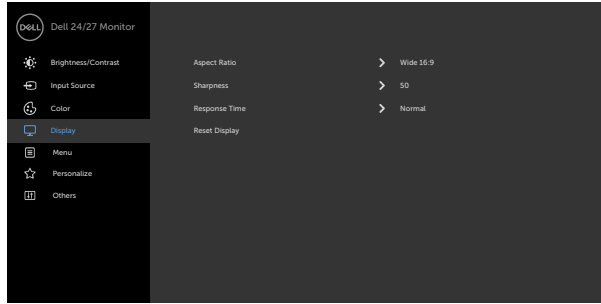 DELL Dell 24/27 Monitor
Brightness/Contrast
Input Source
Color
Display
Menu
Personalize
Others
Aspect Ratio > Wide 16:9
Sharpness > 50
Response Time > Normal
Reset Display